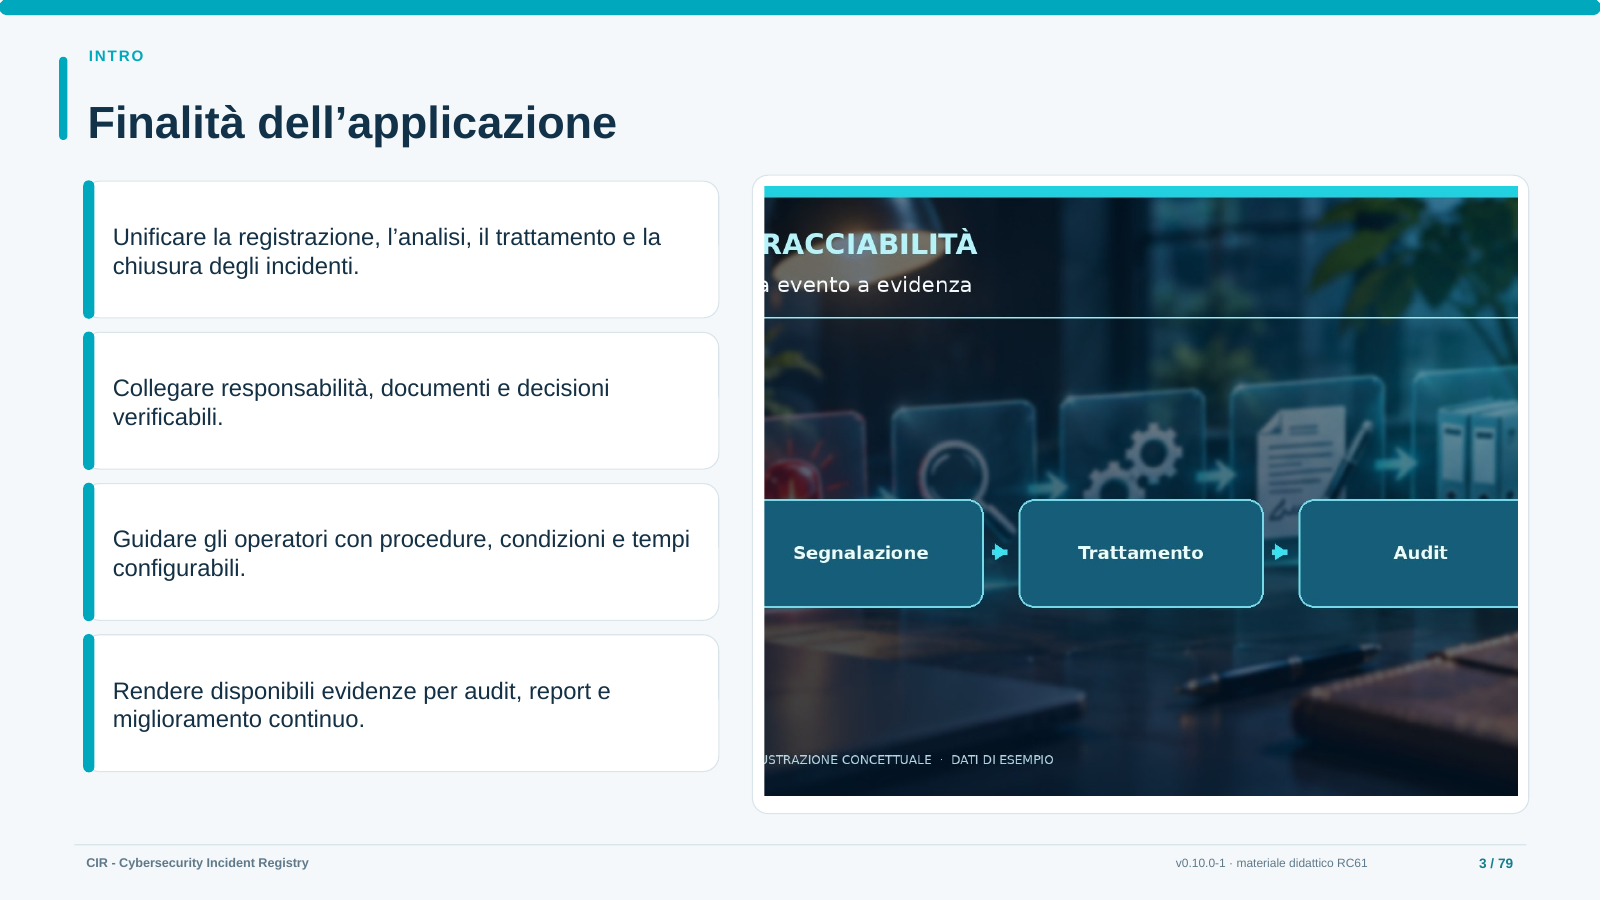 INTRO
Finalità dell’applicazione
Unificare la registrazione, l’analisi, il trattamento e la
chiusura degli incidenti.
Collegare responsabilità, documenti e decisioni
verificabili.
Guidare gli operatori con procedure, condizioni e tempi
configurabili.
Rendere disponibili evidenze per audit, report e
miglioramento continuo.
RACCIABILITÀ
a evento a evidenza
Segnalazione
Trattamento
Audit
USTRAZIONE CONCETTUALE · DATI DI ESEMPIO
CIR - Cybersecurity Incident Registry
v0.10.0-1 · materiale didattico RC61
3 / 79